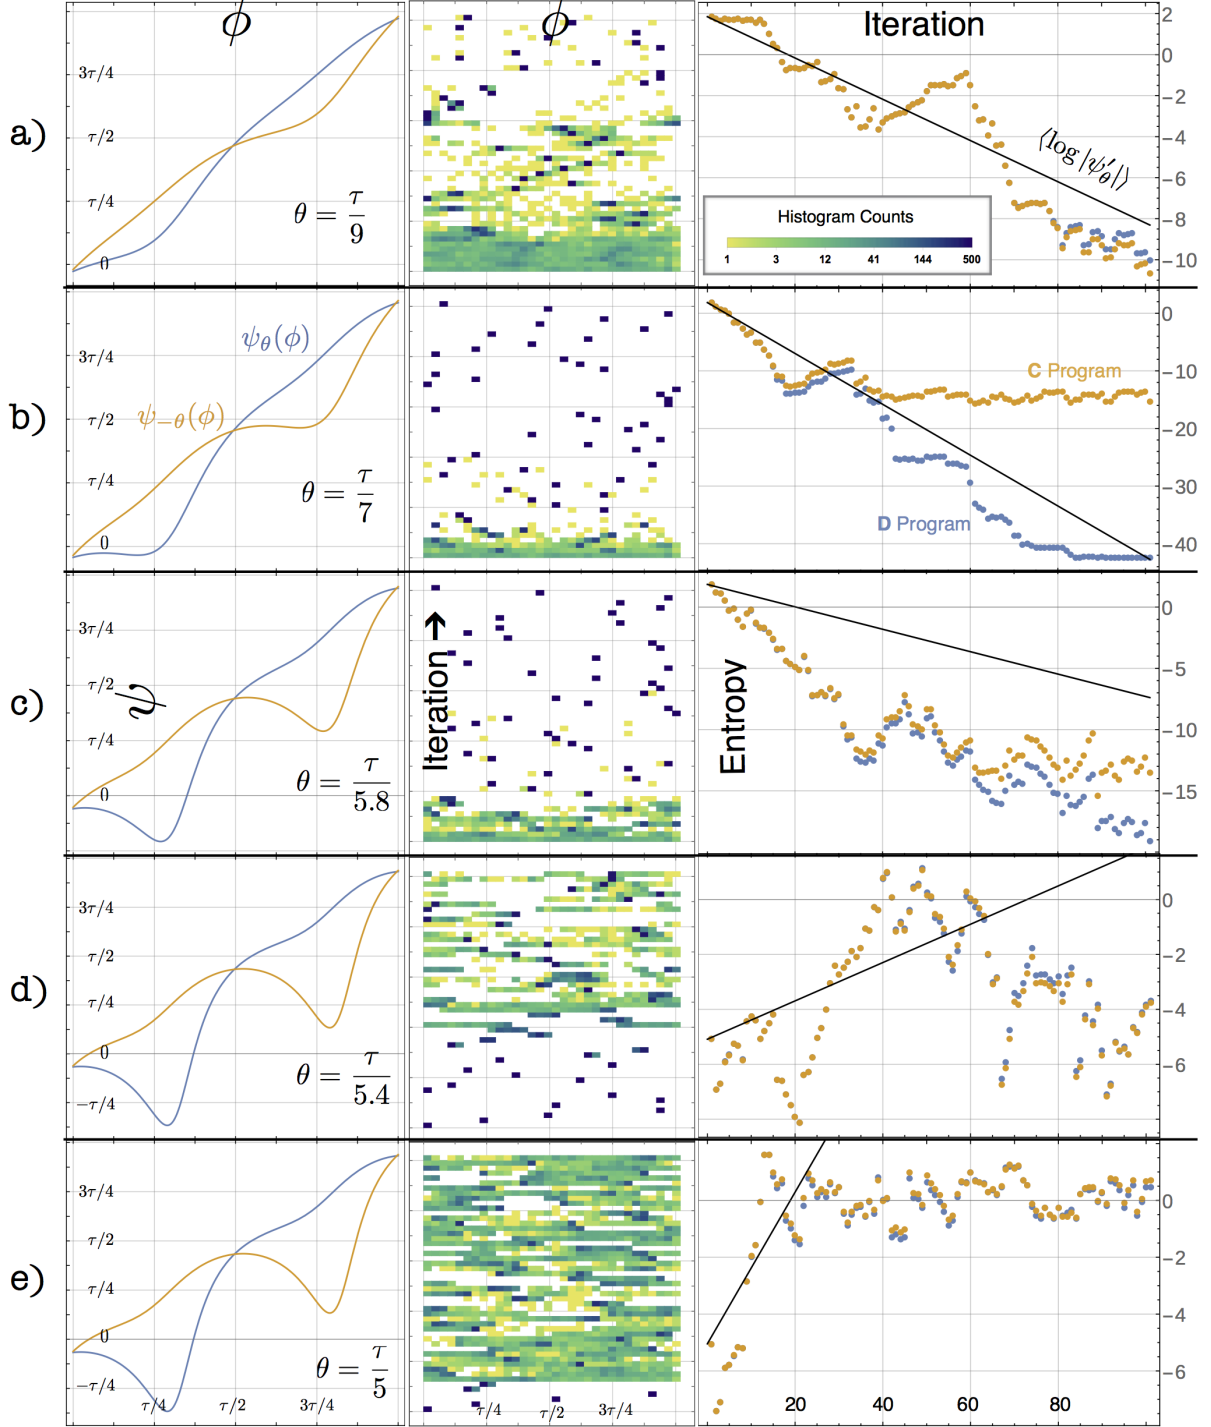 ϕ
ϕ
Iteration
a)
3τ/4
τ/2
τ/4
0
θ = τ/9
⟨log |ψ′θ|⟩
Histogram Counts
1 3 12 41 144 500
2
0
−2
−4
−6
−8
−10
b)
ψθ(ϕ)
3τ/4
ψ−θ(ϕ)
τ/2
τ/4
0
θ = τ/7
C Program
D Program
0
−10
−20
−30
−40
c)
3τ/4
τ/2
ψ
τ/4
0
θ = τ/5.8
Iteration →
Entropy
0
−5
−10
−15
d)
3τ/4
τ/2
τ/4
0
−τ/4
θ = τ/5.4
0
−2
−4
−6
e)
3τ/4
τ/2
τ/4
0
−τ/4
θ = τ/5
τ/4 τ/2 3τ/4
τ/4 τ/2 3τ/4
0
−2
−4
−6
20 40 60 80